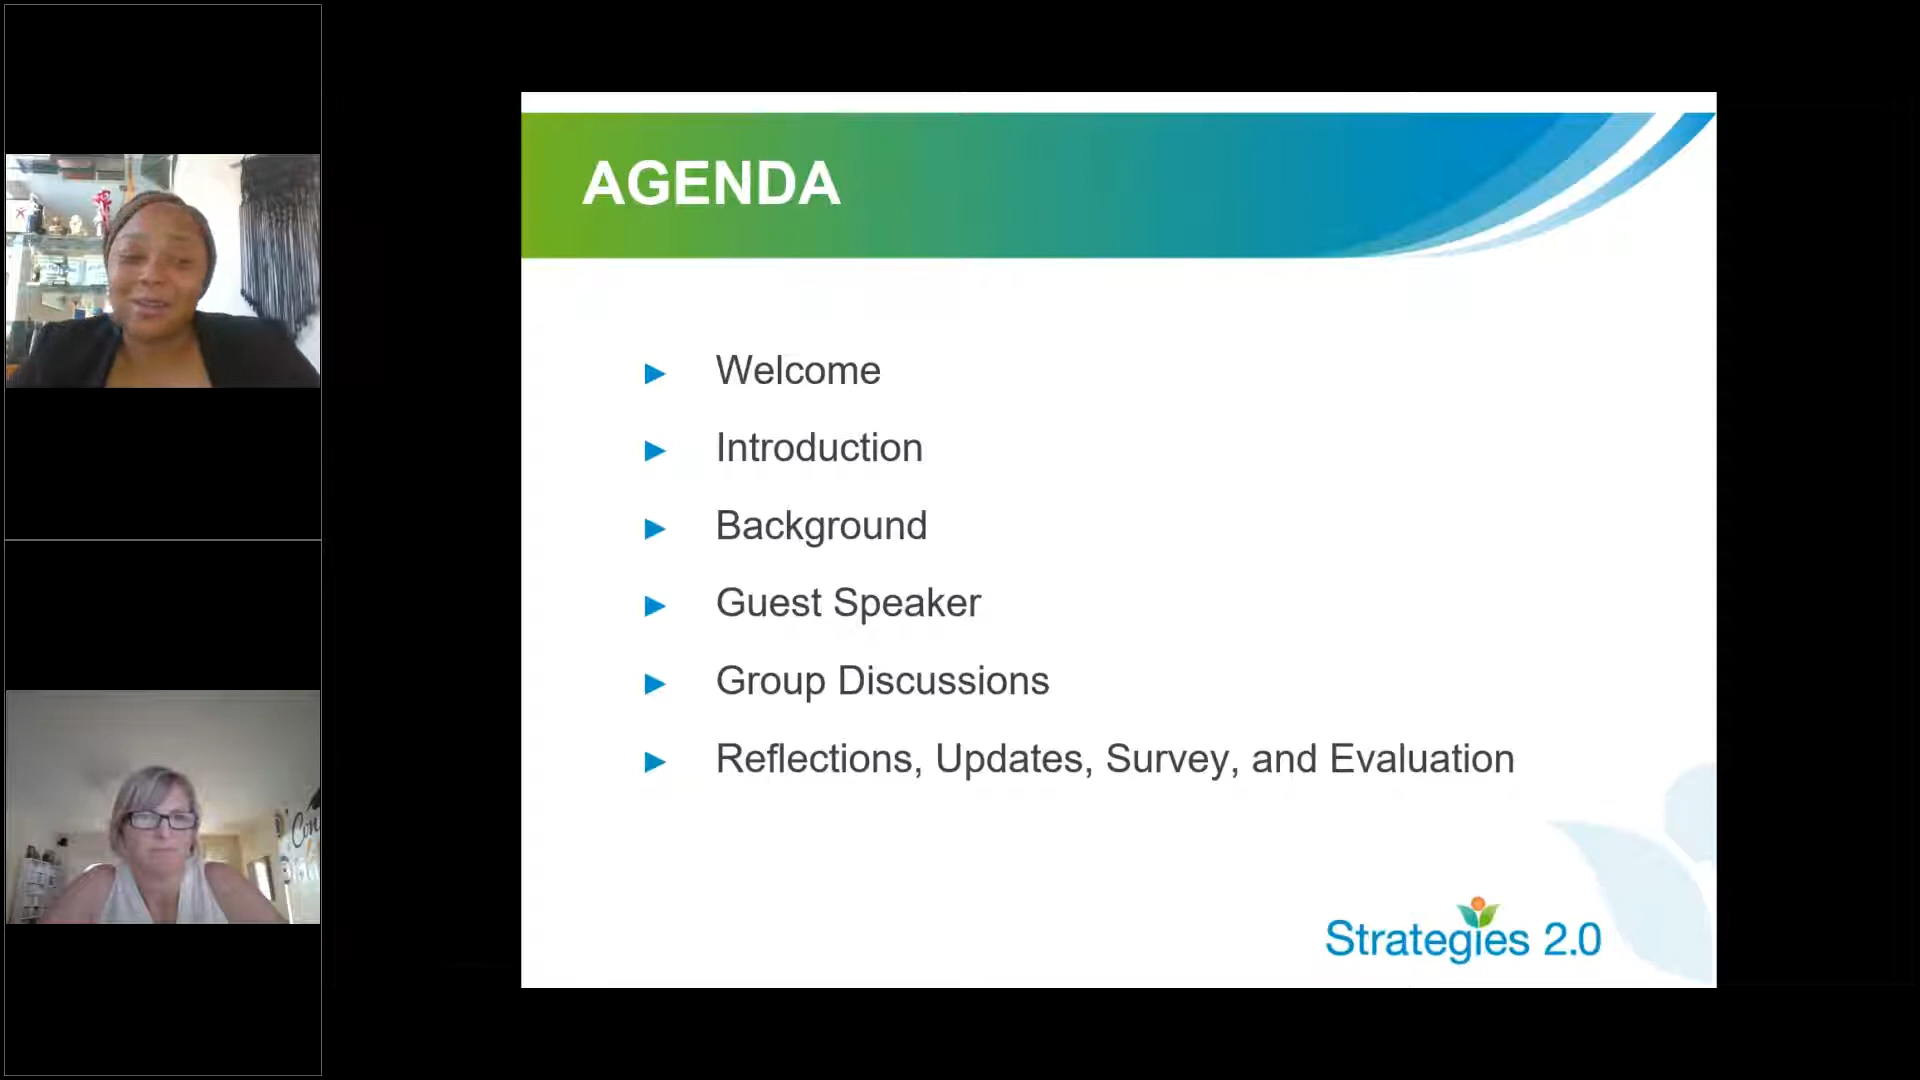 AGENDA
Welcome
Introduction
Background
Guest Speaker
Group Discussions
Reflections, Updates, Survey, and Evaluation
Strategies 2.0